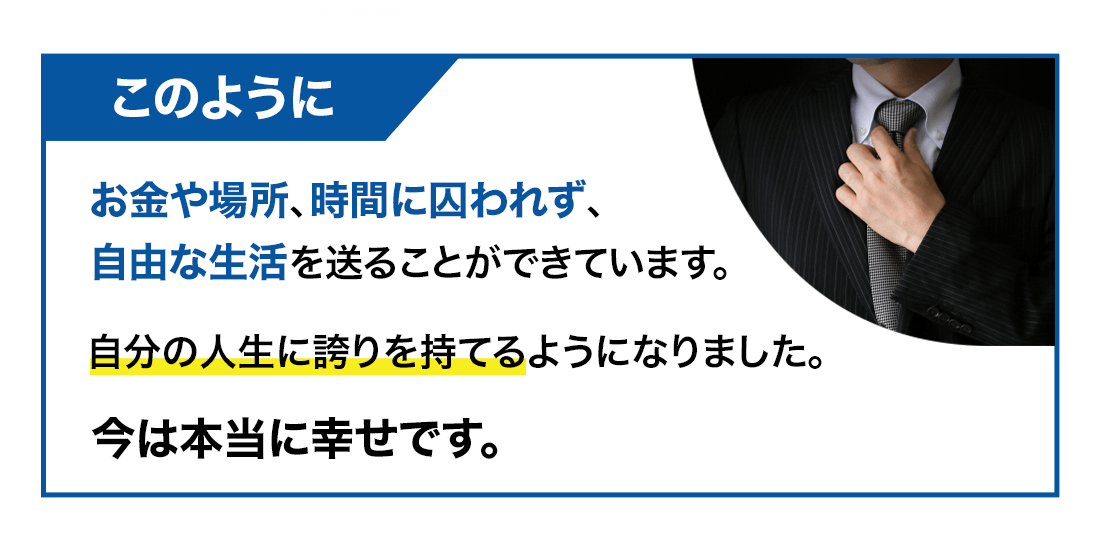 このように
お金や場所、時間に囚われず、
自由な生活を送ることができています。
自分の人生に誇りを持てるようになりました。
今は本当に幸せです。